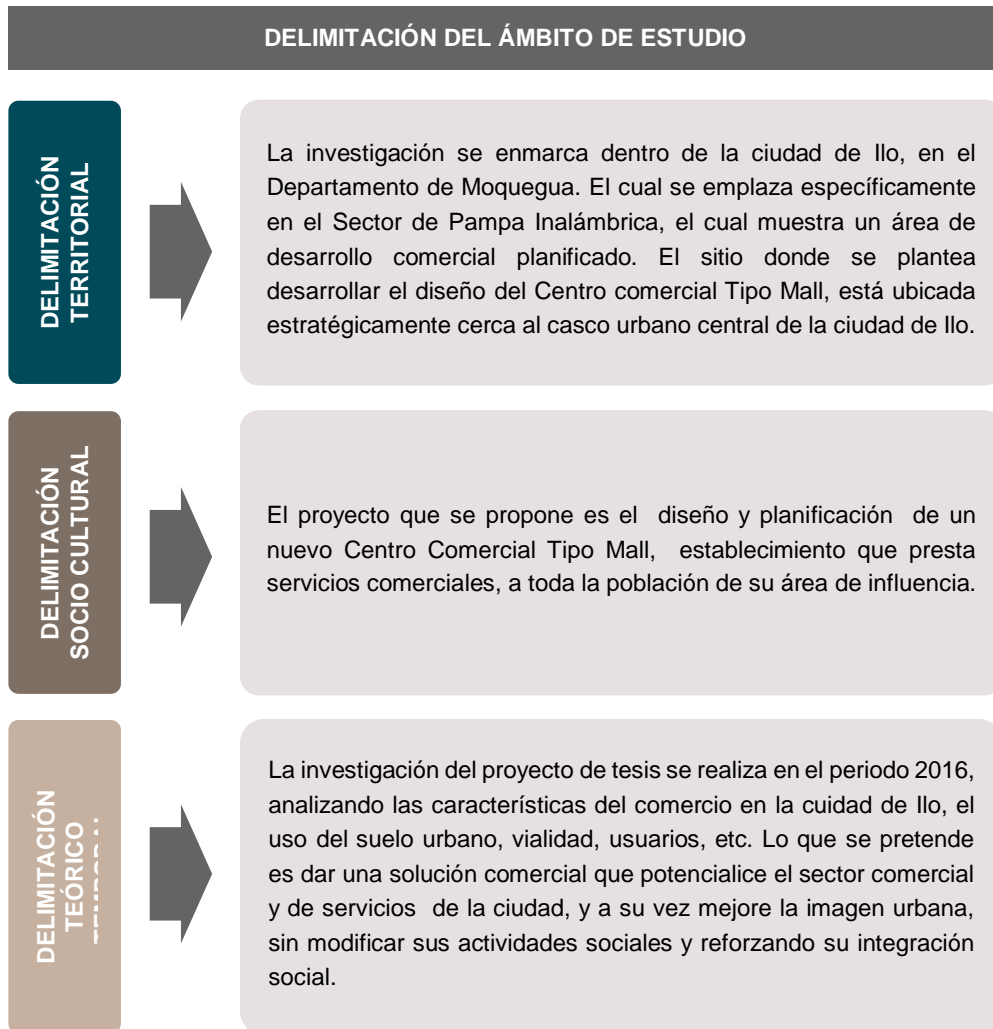 DELIMITACIÓN DEL ÁMBITO DE ESTUDIO
DELIMITACIÓN
TERRITORIAL
La investigación se enmarca dentro de la ciudad de Ilo, en el
Departamento de Moquegua. El cual se emplaza específicamente
en el Sector de Pampa Inalámbrica, el cual muestra un área de
desarrollo comercial planificado. El sitio donde se plantea
desarrollar el diseño del Centro comercial Tipo Mall, está ubicada
estratégicamente cerca al casco urbano central de la ciudad de Ilo.
DELIMITACIÓN
SOCIO CULTURAL
El proyecto que se propone es el diseño y planificación de un
nuevo Centro Comercial Tipo Mall, establecimiento que presta
servicios comerciales, a toda la población de su área de influencia.
DELIMITACIÓN
TEÓRICO
La investigación del proyecto de tesis se realiza en el periodo 2016,
analizando las características del comercio en la cuidad de Ilo, el
uso del suelo urbano, vialidad, usuarios, etc. Lo que se pretende
es dar una solución comercial que potencialice el sector comercial
y de servicios de la ciudad, y a su vez mejore la imagen urbana,
sin modificar sus actividades sociales y reforzando su integración
social.